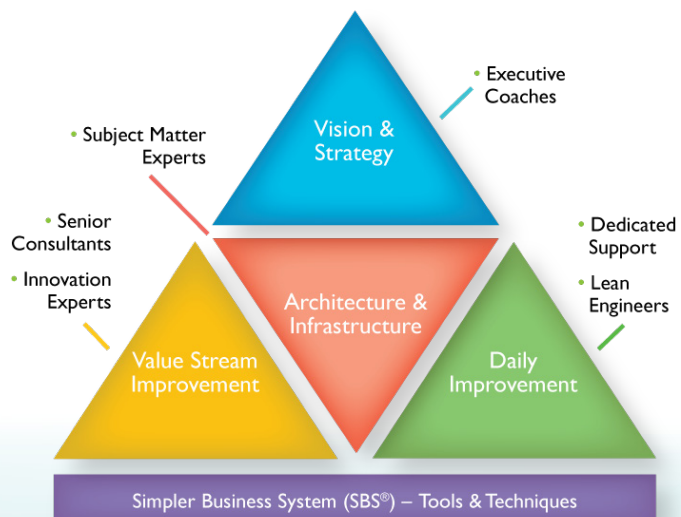 • Executive
Coaches
Vision &
Strategy
• Subject Matter
Experts
• Senior
Consultants
• Innovation
Experts
• Dedicated
Support
• Lean
Engineers
Architecture &
Infrastructure
Value Stream
Improvement
Daily
Improvement
Simpler Business System (SBS®) – Tools & Techniques